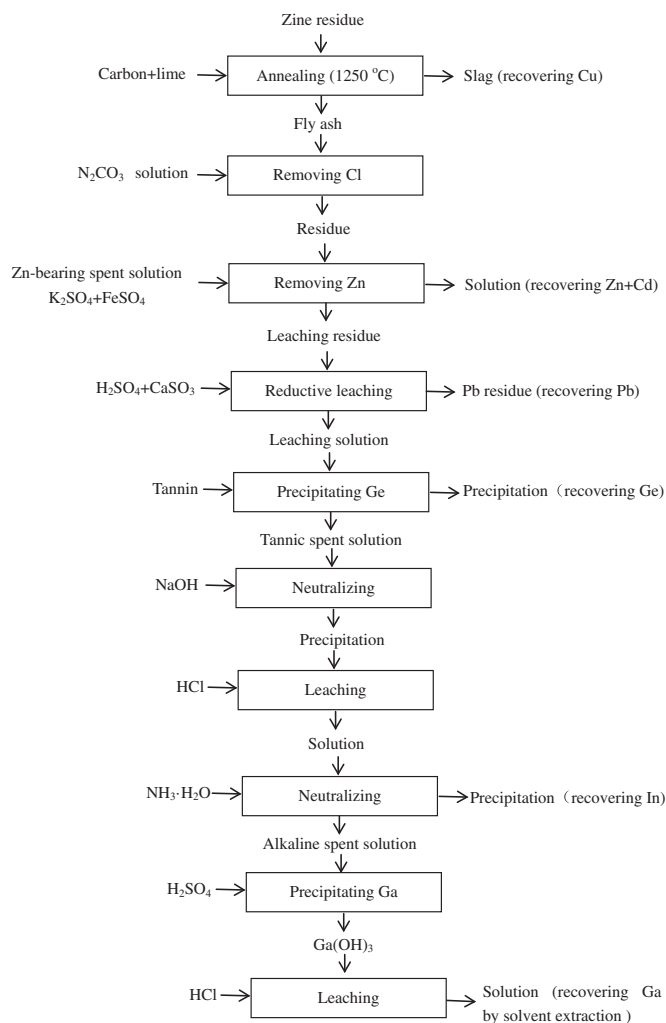 Zine residue
Carbon+lime
Annealing (1250 °C)
Slag (recovering Cu)
Fly ash
N₂CO₃ solution
Removing Cl
Residue
Zn-bearing spent solution
K₂SO₄+FeSO₄
Removing Zn
Solution (recovering Zn+Cd)
Leaching residue
H₂SO₄+CaSO₃
Reductive leaching
Pb residue (recovering Pb)
Leaching solution
Tannin
Precipitating Ge
Precipitation（recovering Ge)
Tannic spent solution
NaOH
Neutralizing
Precipitation
HCl
Leaching
Solution
NH₃·H₂O
Neutralizing
Precipitation（recovering In)
Alkaline spent solution
H₂SO₄
Precipitating Ga
Ga(OH)₃
HCl
Leaching
Solution (recovering Ga
by solvent extraction )